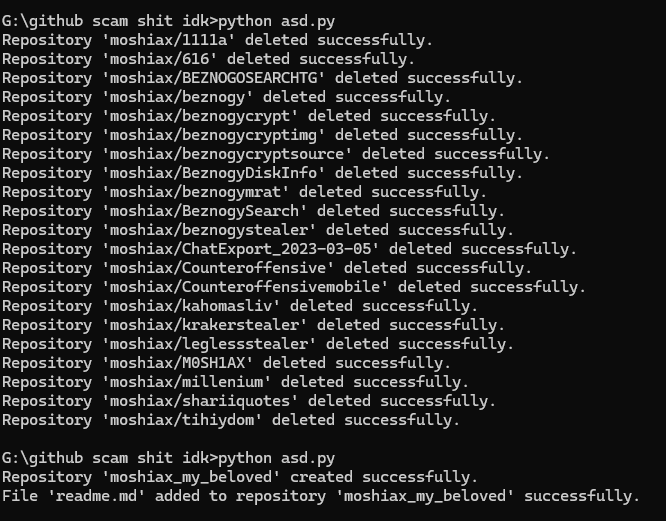 G:\github scam shit idk>python asd.py
Repository 'moshiax/1111a' deleted successfully.
Repository 'moshiax/616' deleted successfully.
Repository 'moshiax/BEZNOGOSEARCHTG' deleted successfully.
Repository 'moshiax/beznogy' deleted successfully.
Repository 'moshiax/beznogycrypt' deleted successfully.
Repository 'moshiax/beznogycryptimg' deleted successfully.
Repository 'moshiax/beznogycryptsource' deleted successfully.
Repository 'moshiax/BeznogyDiskInfo' deleted successfully.
Repository 'moshiax/beznogymrat' deleted successfully.
Repository 'moshiax/BeznogySearch' deleted successfully.
Repository 'moshiax/beznogystealer' deleted successfully.
Repository 'moshiax/ChatExport_2023-03-05' deleted successfully.
Repository 'moshiax/Counteroffensive' deleted successfully.
Repository 'moshiax/Counteroffensivemobile' deleted successfully.
Repository 'moshiax/kahomasliv' deleted successfully.
Repository 'moshiax/krakerstealer' deleted successfully.
Repository 'moshiax/leglessstealer' deleted successfully.
Repository 'moshiax/M0SH1AX' deleted successfully.
Repository 'moshiax/millenium' deleted successfully.
Repository 'moshiax/shariiquotes' deleted successfully.
Repository 'moshiax/tihiydom' deleted successfully.
G:\github scam shit idk>python asd.py
Repository 'moshiax_my_beloved' created successfully.
File 'readme.md' added to repository 'moshiax_my_beloved' successfully.